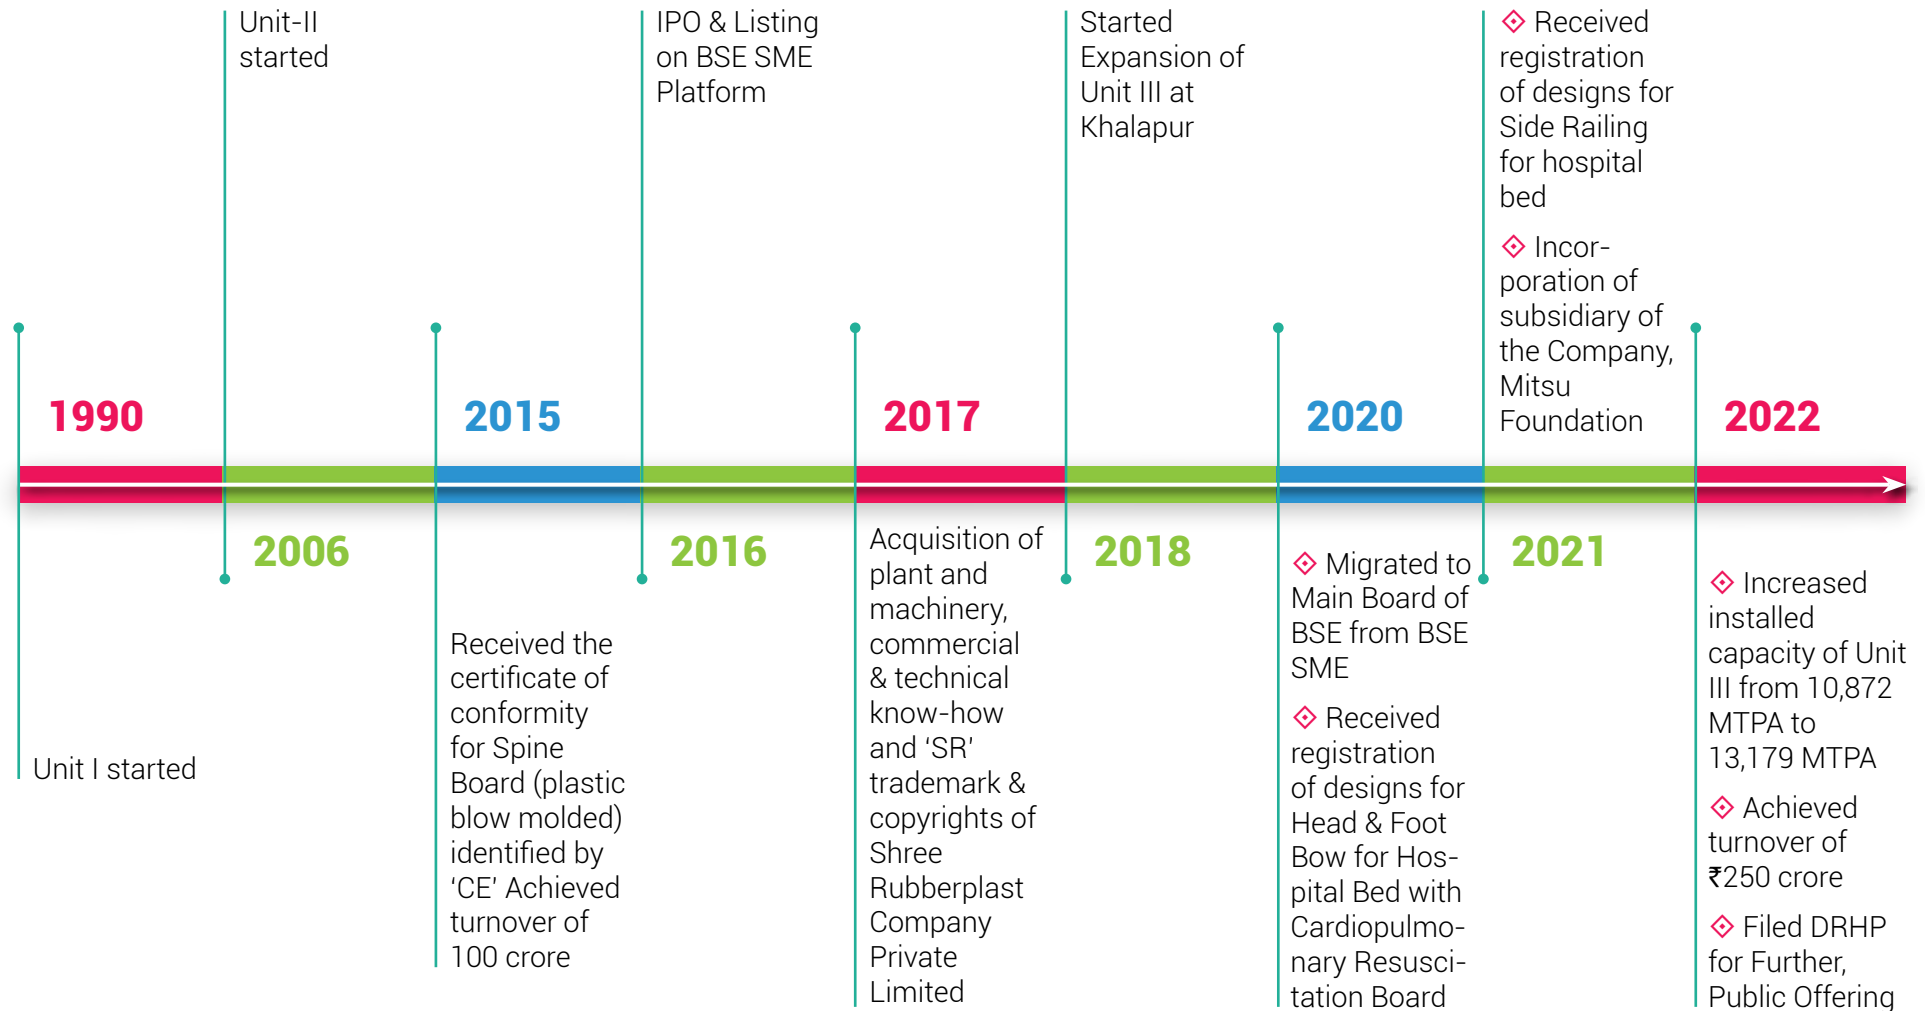 1990
Unit I started
Unit-II
started
2006
2015
Received the
certificate of
conformity
for Spine
Board (plastic
blow molded)
identified by
‘CE’ Achieved
turnover of
100 crore
IPO & Listing
on BSE SME
Platform
2016
2017
Acquisition of
plant and
machinery,
commercial
& technical
know-how
and ‘SR’
trademark &
copyrights of
Shree
Rubberplast
Company
Private
Limited
Started
Expansion of
Unit III at
Khalapur
2018
2020
Migrated to
Main Board of
BSE from BSE
SME
Received
registration
of designs for
Head & Foot
Bow for Hos-
pital Bed with
Cardiopulmo-
nary Resusci-
tation Board
Received
registration
of designs for
Side Railing
for hospital
bed
Incor-
poration of
subsidiary of
the Company,
Mitsu
Foundation
2021
2022
Increased
installed
capacity of Unit
III from 10,872
MTPA to
13,179 MTPA
Achieved
turnover of
₹250 crore
Filed DRHP
for Further,
Public Offering